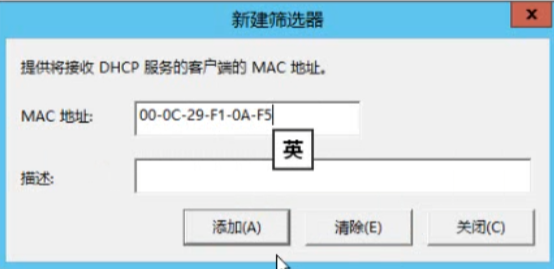 新建筛选器
x
提供将接收 DHCP 服务的客户端的 MAC 地址。
MAC 地址: 00-0C-29-F1-0A-F5
英
描述:
添加(A) 清除(E) 关闭(C)